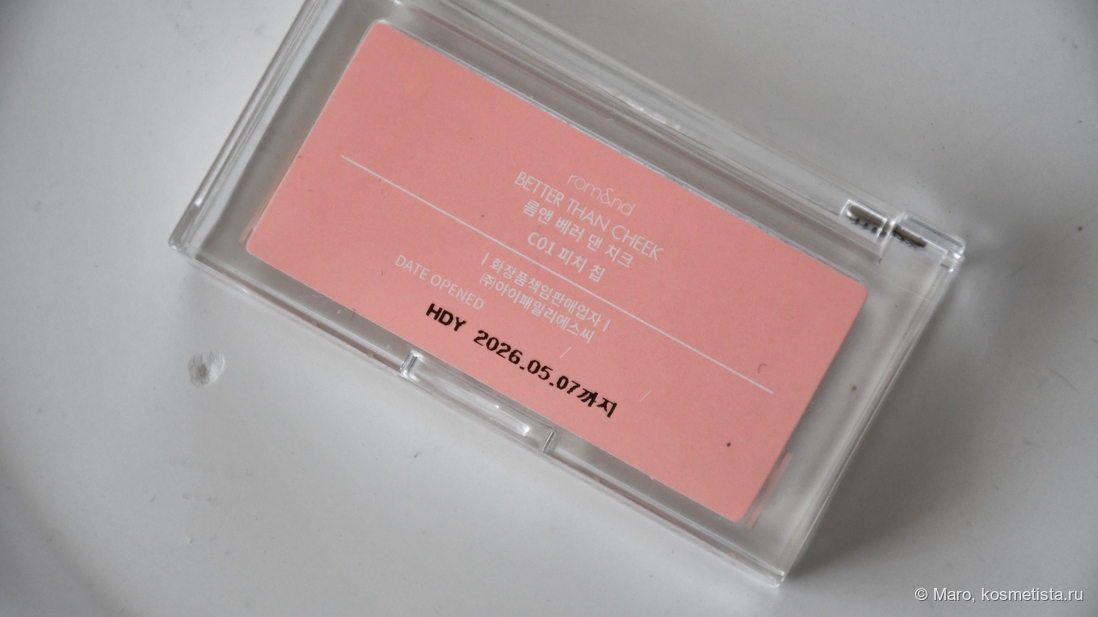 rom&nd
BETTER THAN CHEEK
롬앤 베러 댄 치크
C01 피치 칩
| 화장품책임판매업자 |
㈜아이패밀리에스씨
DATE OPENED
/ /
HDY 2026.05.07까지
© Maro, kosmetista.ru